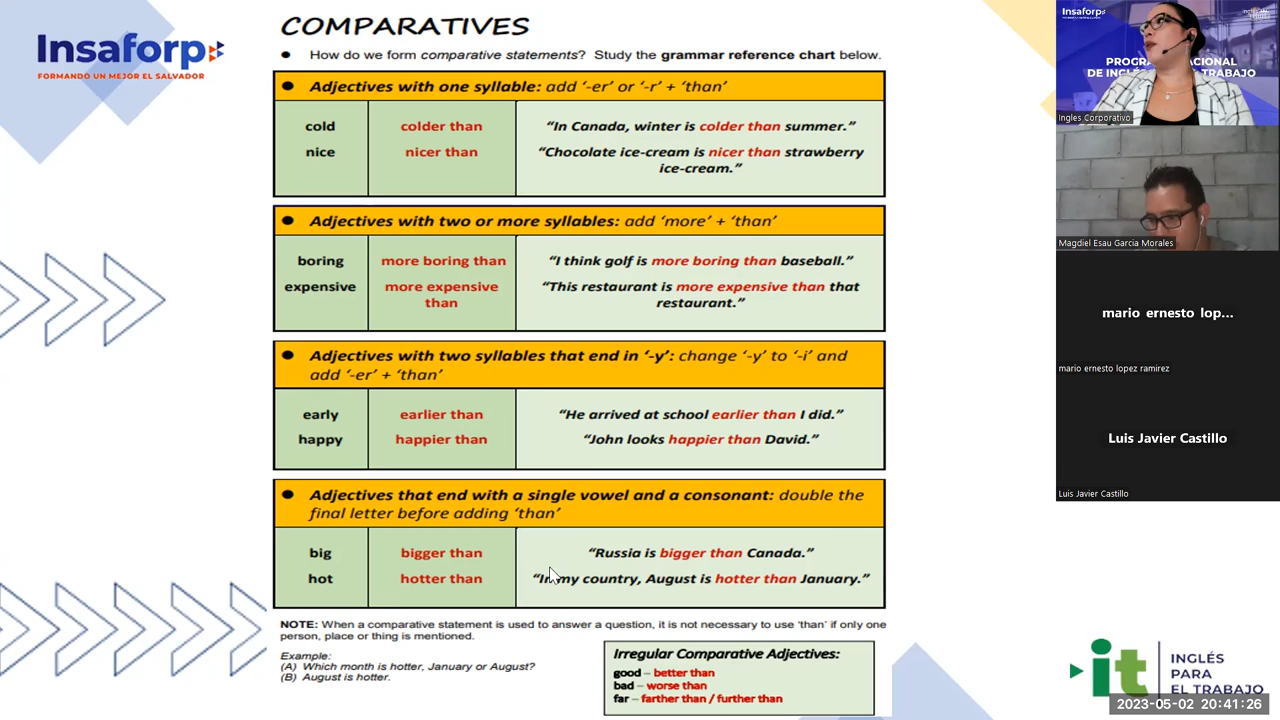 Insaforp
FORMANDO UN MEJOR EL SALVADOR
COMPARATIVES
● How do we form comparative statements? Study the grammar reference chart below.
● Adjectives with one syllable: add '-er' or '-r' + 'than'
cold colder than "In Canada, winter is colder than summer."
nice nicer than "Chocolate ice-cream is nicer than strawberry
ice-cream."
● Adjectives with two or more syllables: add 'more' + 'than'
boring more boring than "I think golf is more boring than baseball."
expensive more expensive
than
"This restaurant is more expensive than that
restaurant."
● Adjectives with two syllables that end in '-y': change '-y' to '-i' and
add '-er' + 'than'
early earlier than "He arrived at school earlier than I did."
happy happier than "John looks happier than David."
● Adjectives that end with a single vowel and a consonant: double the
final letter before adding 'than'
big bigger than "Russia is bigger than Canada."
hot hotter than "In my country, August is hotter than January."
NOTE: When a comparative statement is used to answer a question, it is not necessary to use 'than' if only one
person, place or thing is mentioned.
Example:
(A) Which month is hotter, January or August?
(B) August is hotter.
Irregular Comparative Adjectives:
good – better than
bad – worse than
far – farther than / further than
Insaforp
PROGR NACIONAL
DE INGLÉ TRABAJO
Ingles Corporativo
Magdiel Esau Garcia Morales
mario ernesto lop...
mario ernesto lopez ramirez
Luis Javier Castillo
Luis Javier Castillo
it INGLÉS
PARA
EL TRABAJO
2023-05-02 20:41:26